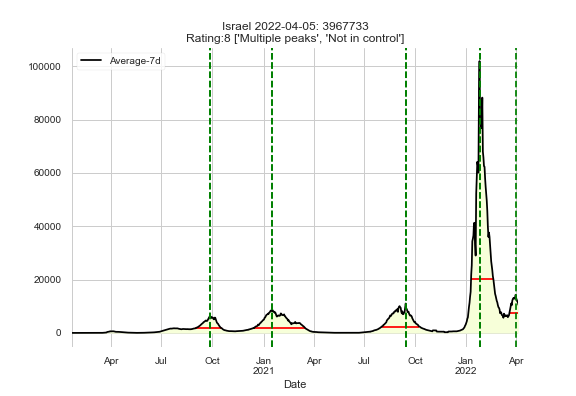 Israel 2022-04-05: 3967733
Rating:8 ['Multiple peaks', 'Not in control']
Average-7d
100000
80000
60000
40000
20000
0
Apr Jul Oct Jan Apr Jul Oct Jan Apr
2021 2022
Date